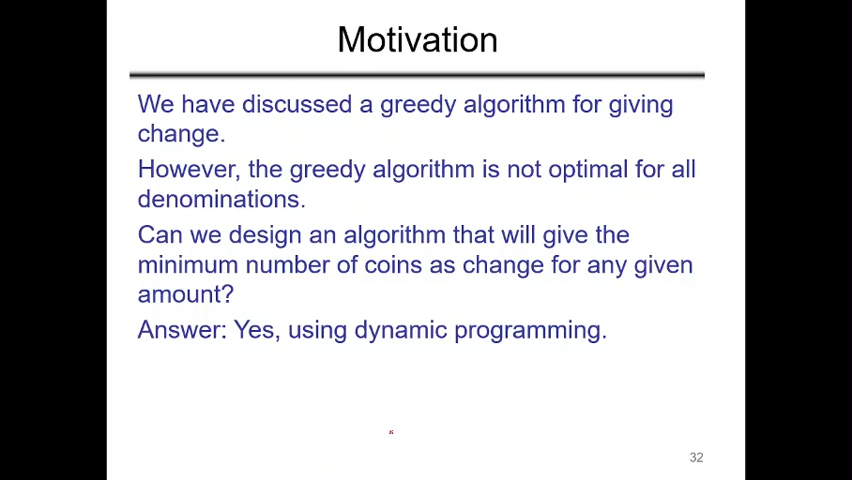 Motivation
We have discussed a greedy algorithm for giving
change.
However, the greedy algorithm is not optimal for all
denominations.
Can we design an algorithm that will give the
minimum number of coins as change for any given
amount?
Answer: Yes, using dynamic programming.
32